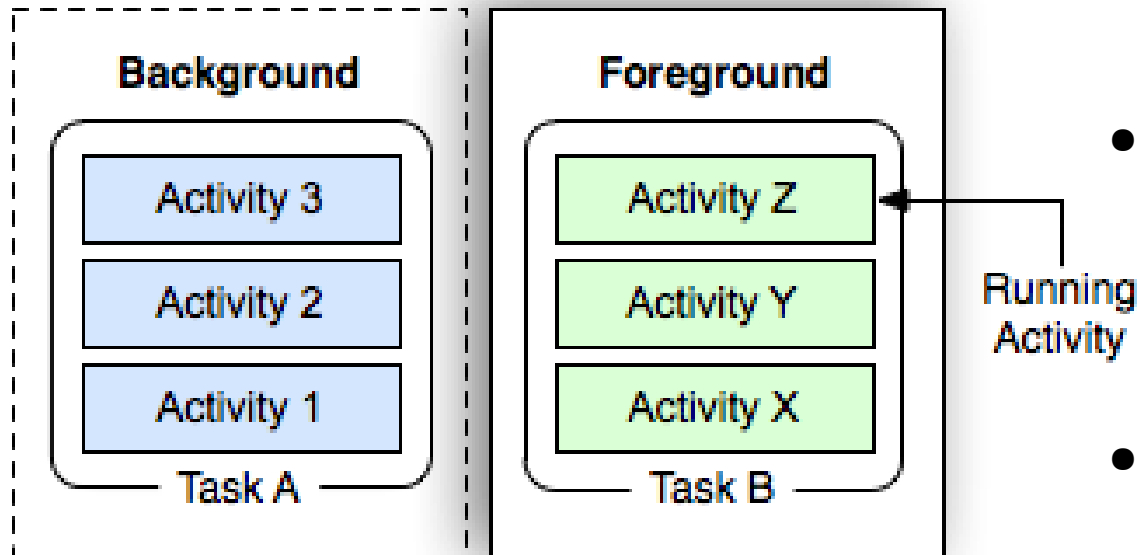 Background
Activity 3
Activity 2
Activity 1
Task A
Foreground
Activity Z
Activity Y
Activity X
Task B
Running
Activity
•
•